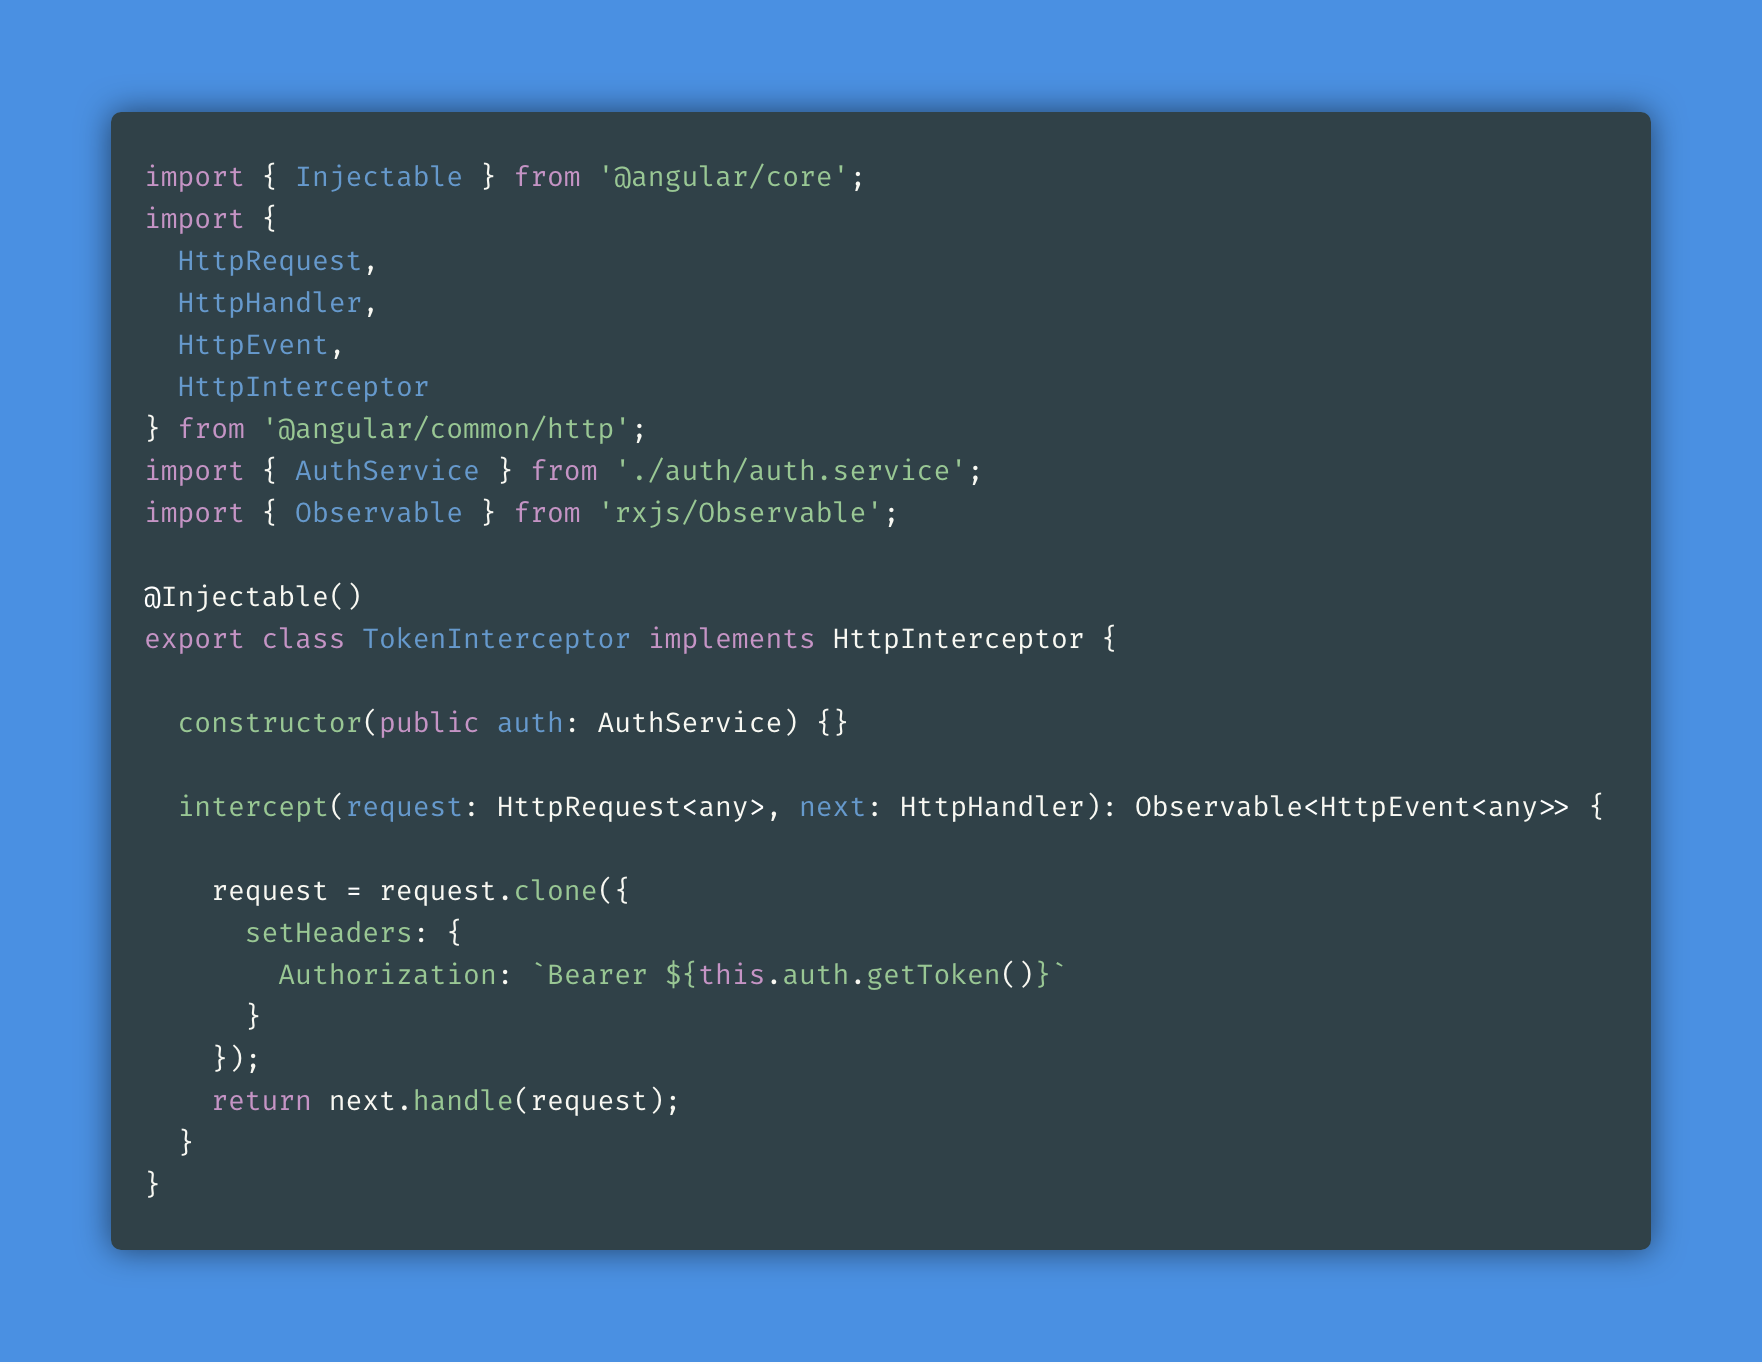 import { Injectable } from '@angular/core';
import {
  HttpRequest,
  HttpHandler,
  HttpEvent,
  HttpInterceptor
} from '@angular/common/http';
import { AuthService } from './auth/auth.service';
import { Observable } from 'rxjs/Observable';

@Injectable()
export class TokenInterceptor implements HttpInterceptor {

  constructor(public auth: AuthService) {}

  intercept(request: HttpRequest<any>, next: HttpHandler): Observable<HttpEvent<any>> {

    request = request.clone({
      setHeaders: {
        Authorization: `Bearer ${this.auth.getToken()}`
      }
    });
    return next.handle(request);
  }
}